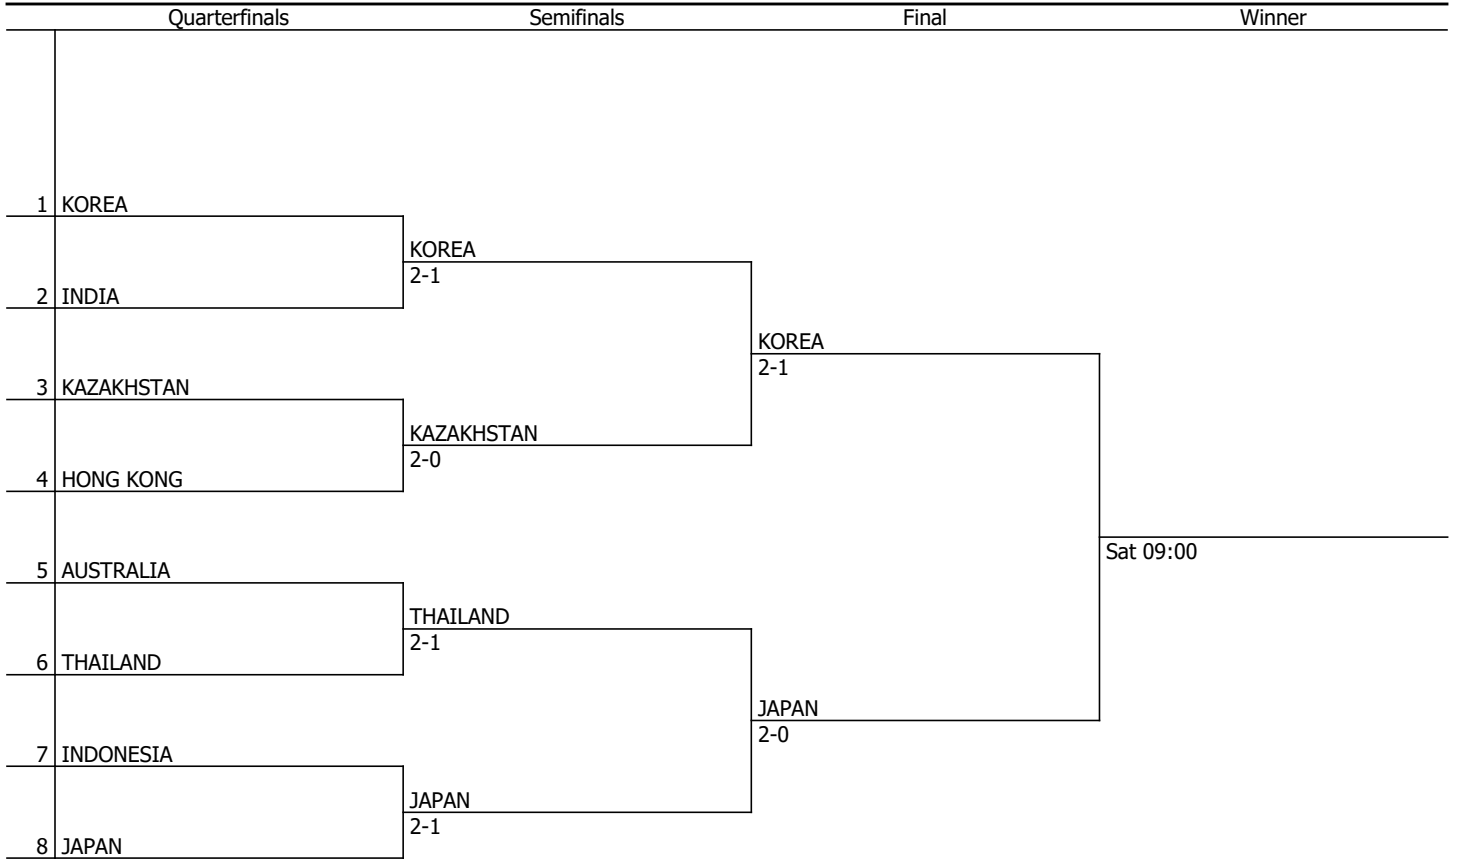 Quarterfinals Semifinals Final Winner
1 KOREA
KOREA
2-1
2 INDIA
KOREA
2-1
3 KAZAKHSTAN
KAZAKHSTAN
2-0
4 HONG KONG
Sat 09:00
5 AUSTRALIA
THAILAND
2-1
6 THAILAND
JAPAN
2-0
7 INDONESIA
JAPAN
2-1
8 JAPAN